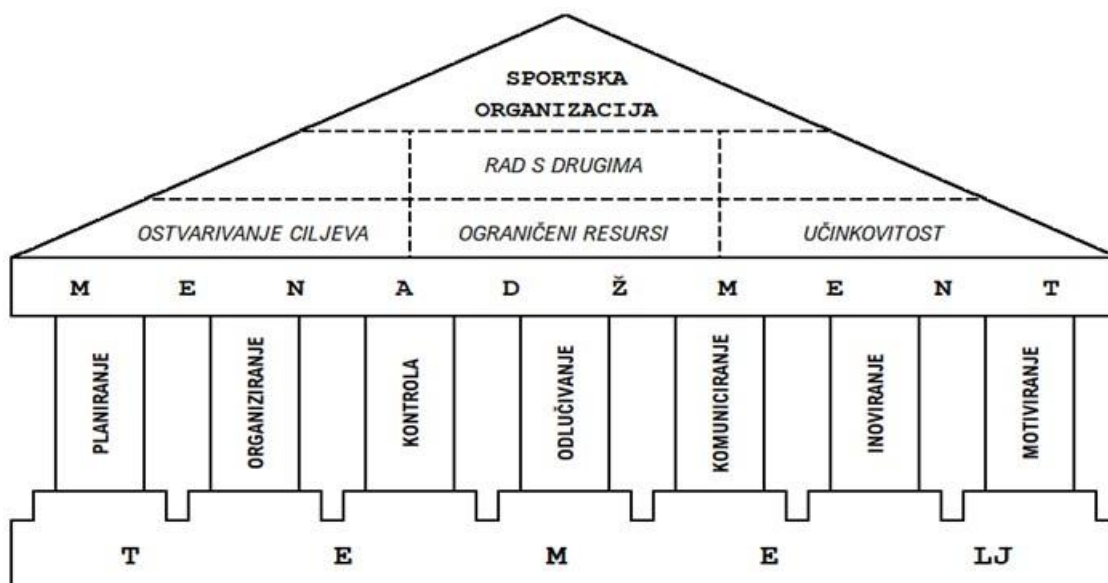 SPORTSKA
ORGANIZACIJA
RAD S DRUGIMA
OSTVARIVANJE CILJEVA
OGRANIČENI RESURSI
UČINKOVITOST
M E N A D Ž M E N T
PLANIRANJE
ORGANIZIRANJE
KONTROLA
ODLUČIVANJE
KOMUNICIRANJE
INOVIRANJE
MOTIVIRANJE
T E M E LJ